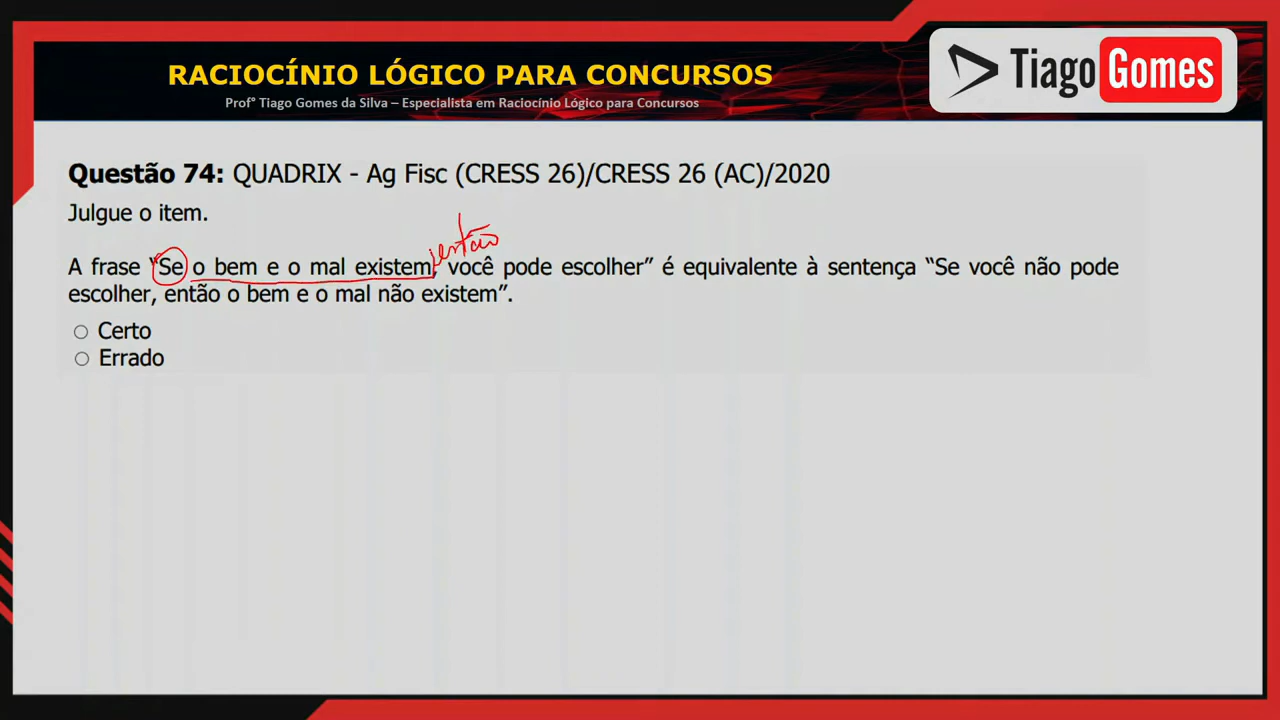 RACIOCÍNIO LÓGICO PARA CONCURSOS
Profº Tiago Gomes da Silva – Especialista em Raciocínio Lógico para Concursos
Tiago Gomes
Questão 74: QUADRIX - Ag Fisc (CRESS 26)/CRESS 26 (AC)/2020
Julgue o item.
então
A frase “Se o bem e o mal existem, você pode escolher” é equivalente à sentença “Se você não pode
escolher, então o bem e o mal não existem”.
Certo
Errado